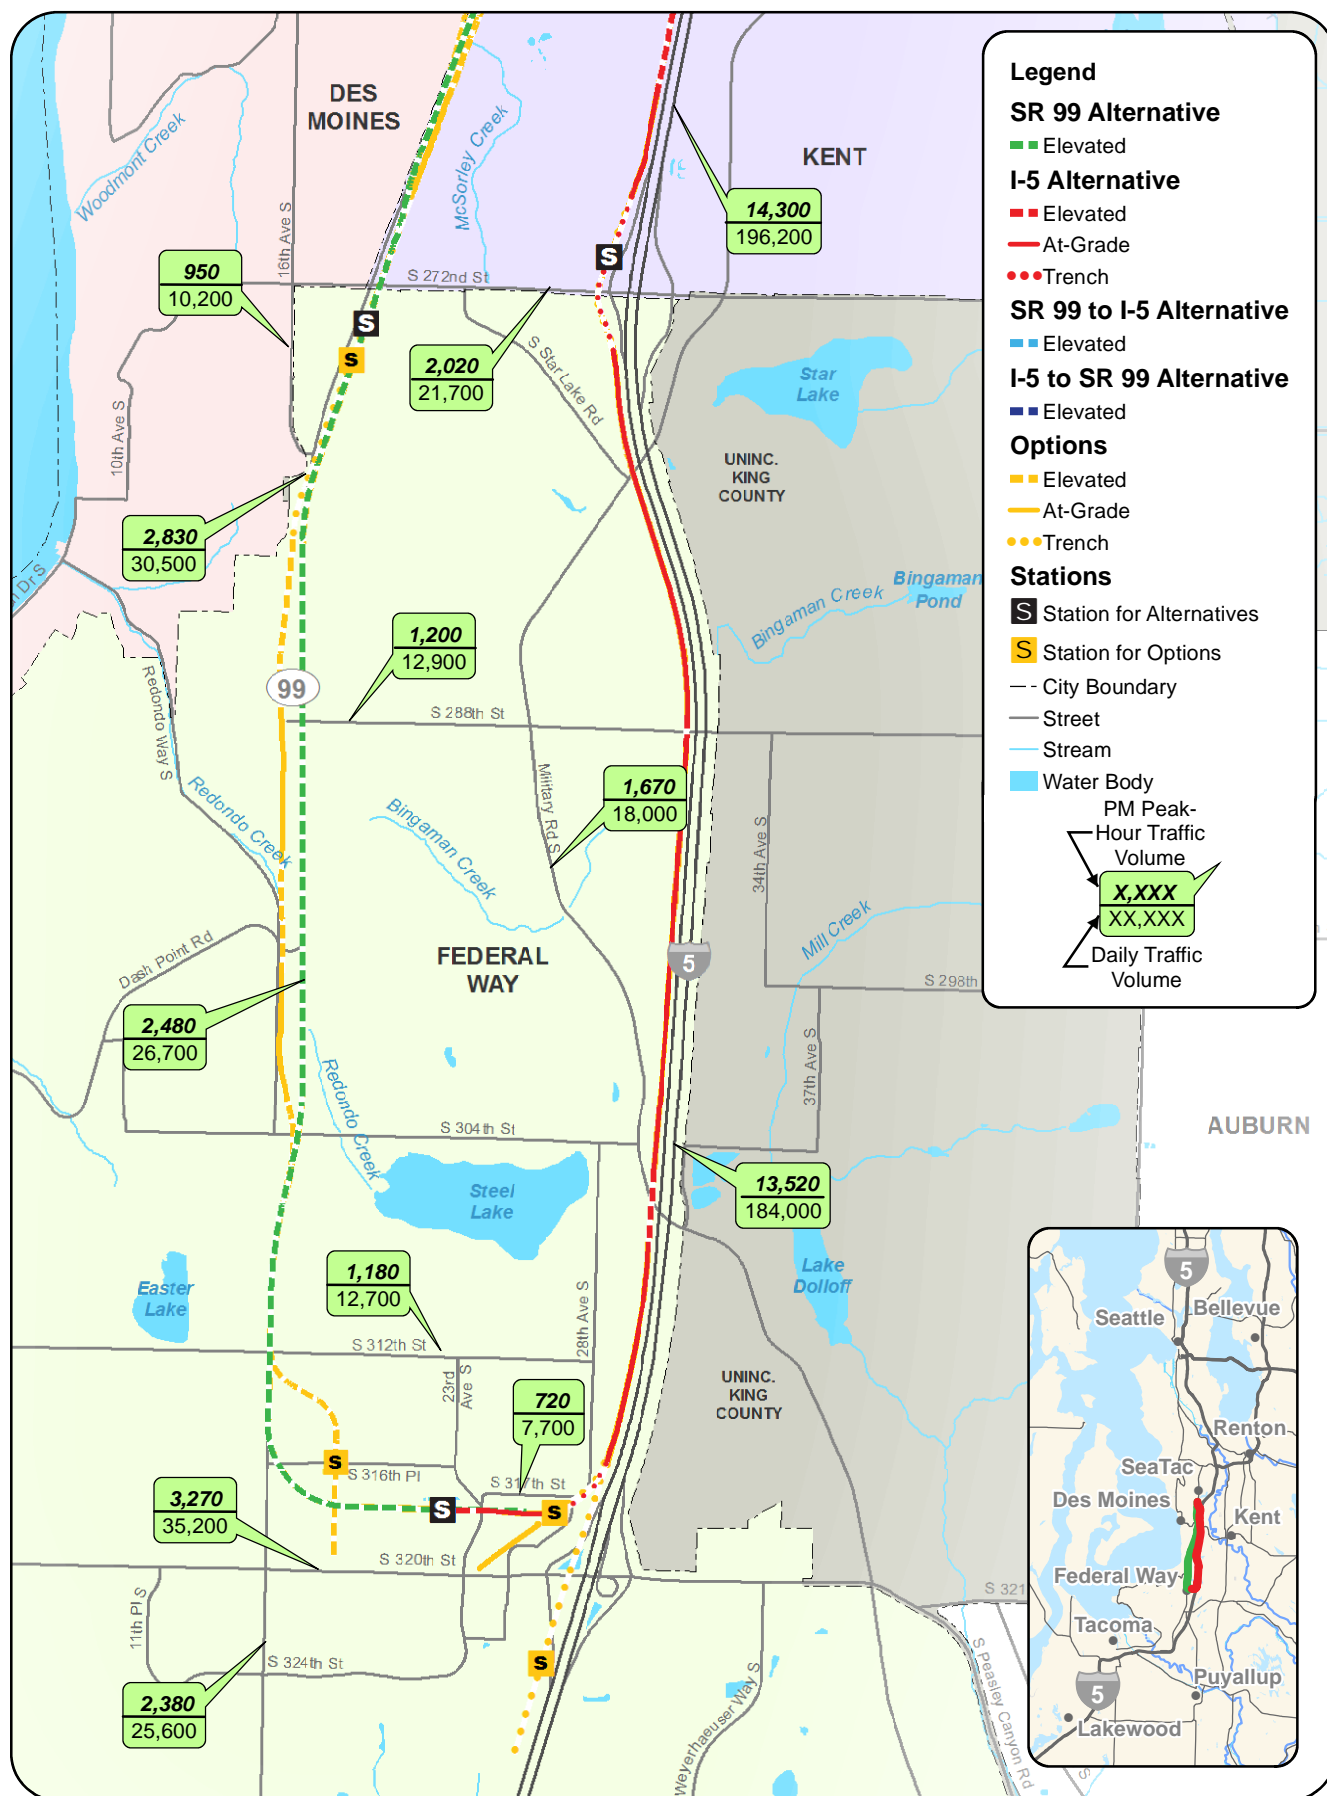 DES
MOINES
KENT
Woodmont Creek
McSorley Creek
16th Ave S
14,300
196,200
950
10,200
S 272nd St
S
S
S
2,020
21,700
S Star Lake Rd
Star
Lake
10th Ave S
UNINC.
KING
COUNTY
2,830
30,500
Bingaman
Pond
Bingaman Creek
n Dr S
1,200
12,900
Redondo Way S
99
S 288th St
Military Rd S
1,670
18,000
Redondo Creek
Bingaman Creek
34th Ave S
Mill Creek
FEDERAL
WAY
5
Dash Point Rd
S 298th
2,480
26,700
Redondo Creek
37th Ave S
S 304th St
AUBURN
Steel
Lake
13,520
184,000
Easter
Lake
1,180
12,700
Lake
Dolloff
28th Ave S
S 312th St
23rd
Ave S
UNINC.
KING
COUNTY
720
7,700
S
S 316th Pl
S 317th St
S
S
3,270
35,200
S 320th St
S 321
11th Pl S
S 324th St
S
2,380
25,600
Weyerhaeuser Way S
S Peasley Canyon Rd
S
Legend
SR 99 Alternative
Elevated
I-5 Alternative
Elevated
At-Grade
Trench
SR 99 to I-5 Alternative
Elevated
I-5 to SR 99 Alternative
Elevated
Options
Elevated
At-Grade
Trench
Stations
S Station for Alternatives
S Station for Options
City Boundary
Street
Stream
Water Body
PM Peak-
Hour Traffic
Volume
X,XXX
XX,XXX
Daily Traffic
Volume
5
Seattle
Bellevue
Renton
SeaTac
Des Moines
Kent
Federal Way
Tacoma
Puyallup
5
Lakewood